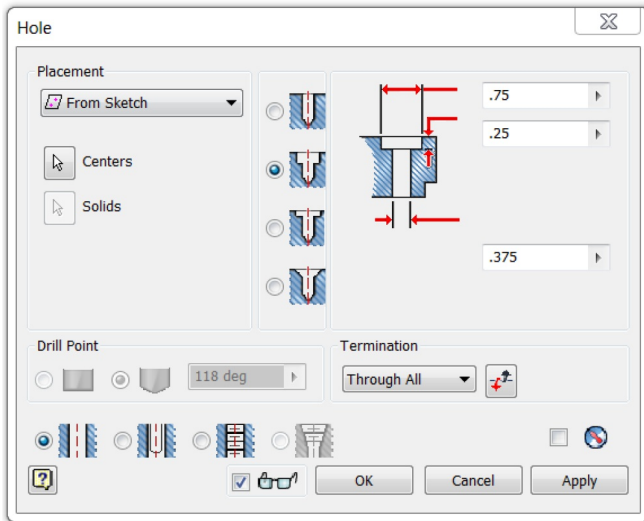 Hole
Placement
From Sketch
Centers
Solids
.75
.25
.375
Drill Point
118 deg
Termination
Through All
?
OK
Cancel
Apply